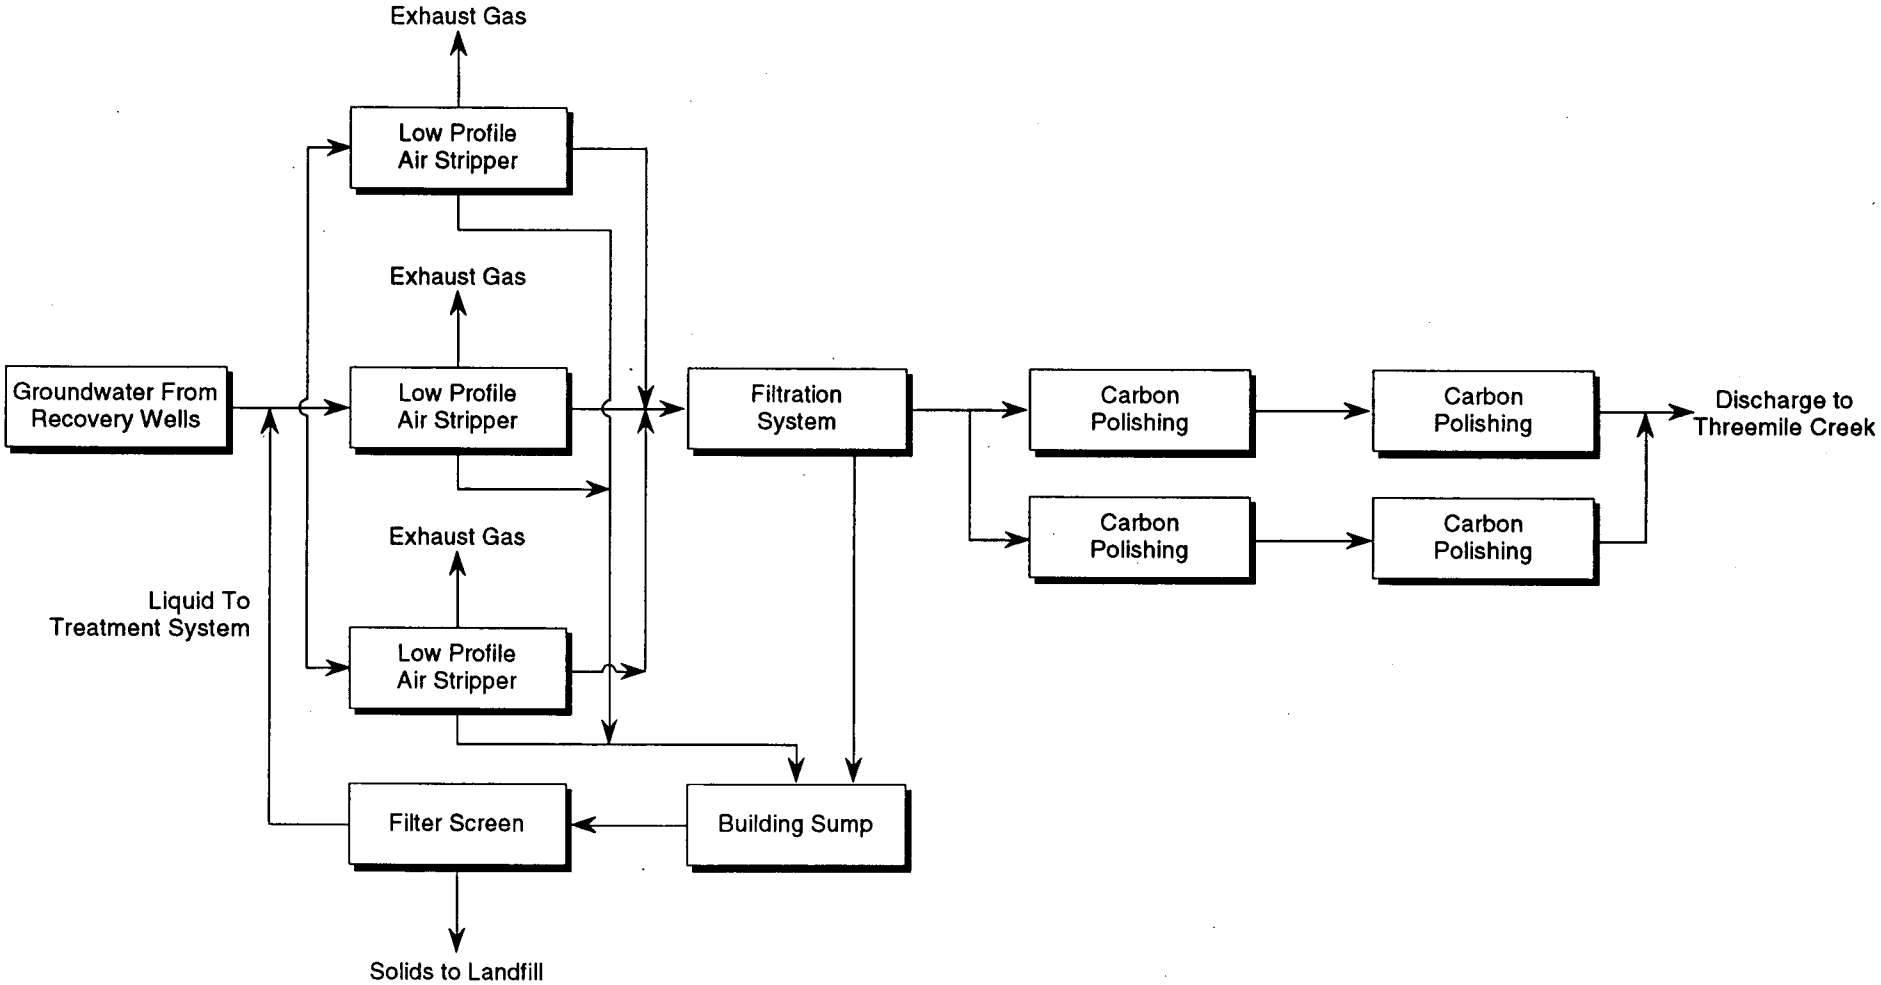 Exhaust Gas
Low Profile
Air Stripper
Exhaust Gas
Groundwater From
Recovery Wells
Low Profile
Air Stripper
Filtration
System
Carbon
Polishing
Carbon
Polishing
Discharge to
Threemile Creek
Carbon
Polishing
Carbon
Polishing
Exhaust Gas
Liquid To
Treatment System
Low Profile
Air Stripper
Filter Screen
Building Sump
Solids to Landfill